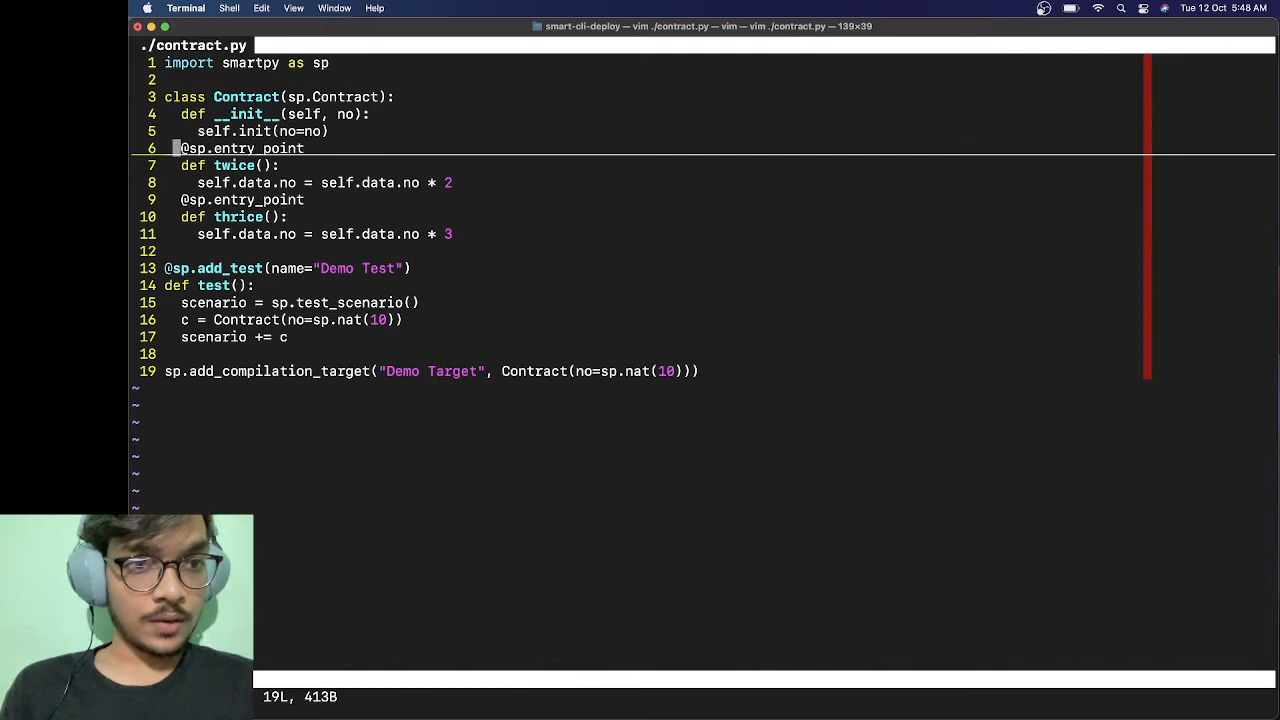 Terminal Shell Edit View Window Help Tue 12 Oct 5:48 AM
smart-cli-deploy — vim ./contract.py — vim — vim ./contract.py — 139×39
./contract.py
1 import smartpy as sp
2
3 class Contract(sp.Contract):
4   def __init__(self, no):
5     self.init(no=no)
6   @sp.entry_point
7   def twice():
8     self.data.no = self.data.no * 2
9   @sp.entry_point
10   def thrice():
11     self.data.no = self.data.no * 3
12
13 @sp.add_test(name="Demo Test")
14 def test():
15   scenario = sp.test_scenario()
16   c = Contract(no=sp.nat(10))
17   scenario += c
18
19 sp.add_compilation_target("Demo Target", Contract(no=sp.nat(10)))
~
~
~
~
~
~
~
~
19L, 413B